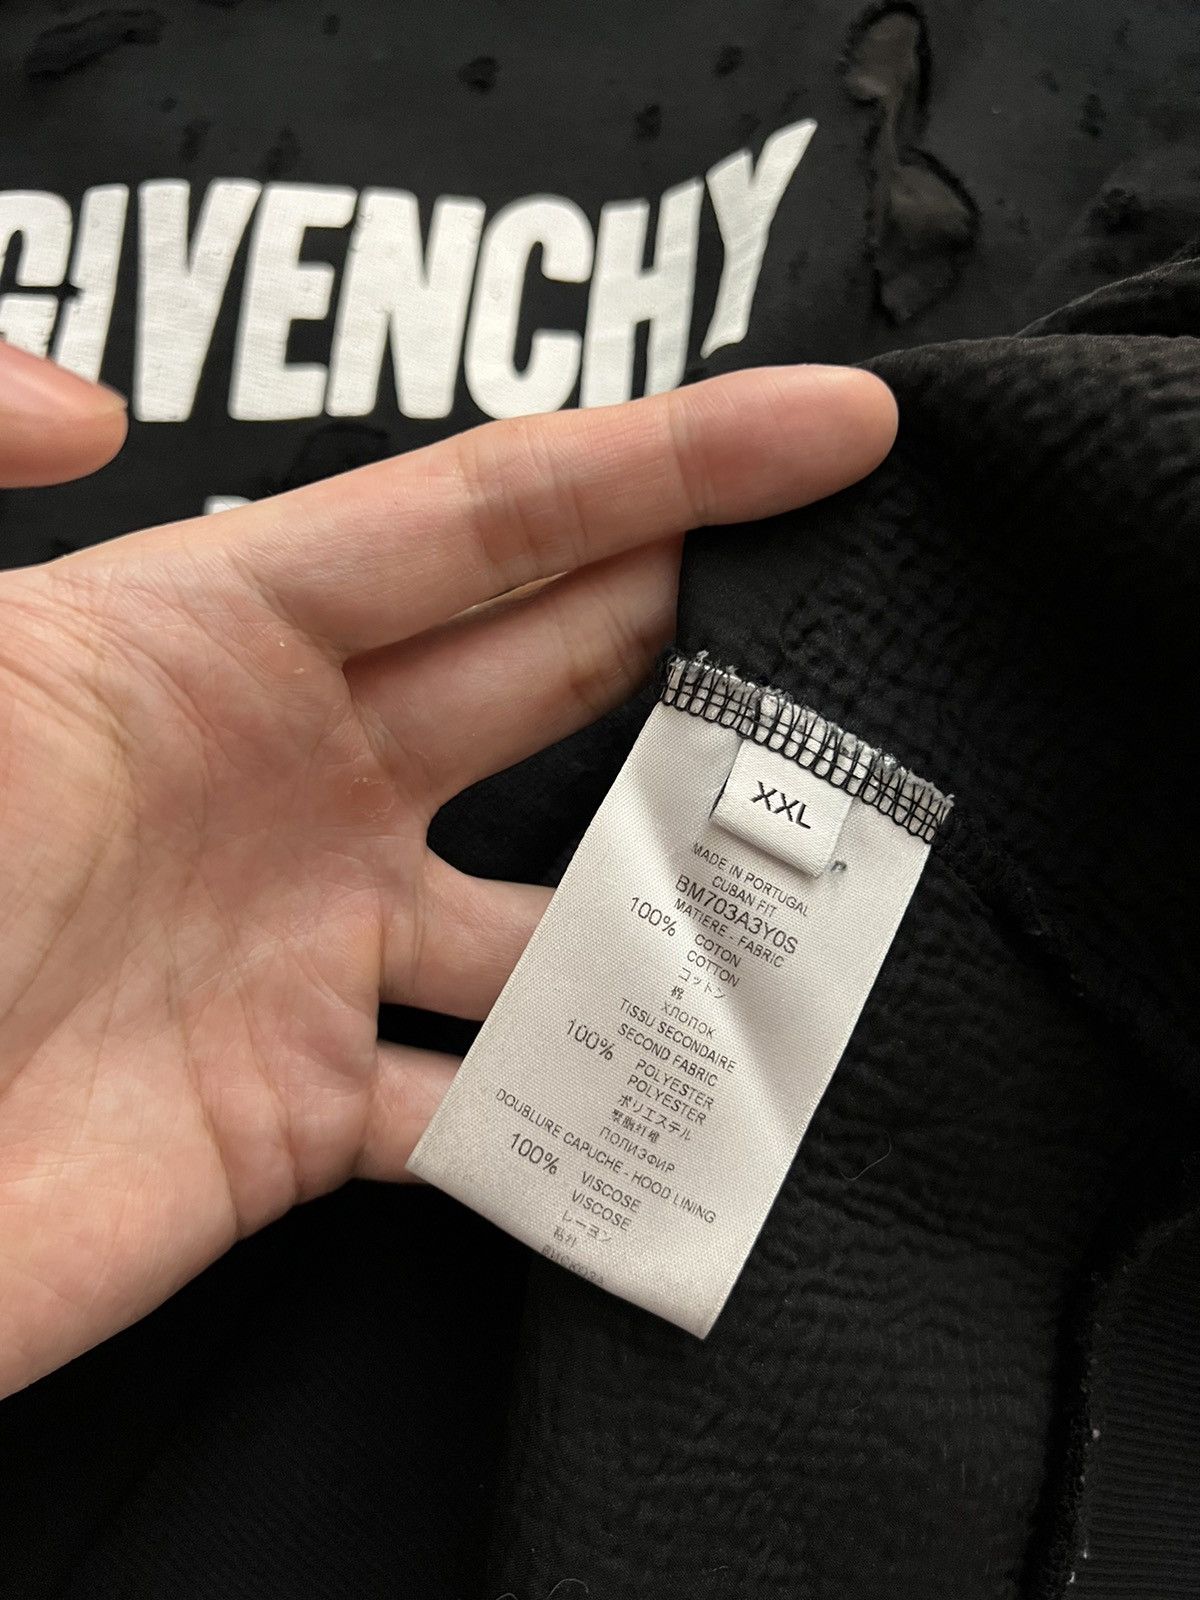 GIVENCHY
XXL
MADE IN PORTUGAL
CUBAN FIT
BM703A3Y0S
MATIERE - FABRIC
100% COTON
COTTON
コットン
棉
ХЛОПОК
TISSU SECONDAIRE
SECOND FABRIC
100% POLYESTER
POLYESTER
ポリエステル
聚酯纤维
ПОЛИЭФИР
DOUBLURE CAPUCHE - HOOD LINING
100% VISCOSE
VISCOSE
レーヨン
粘纤